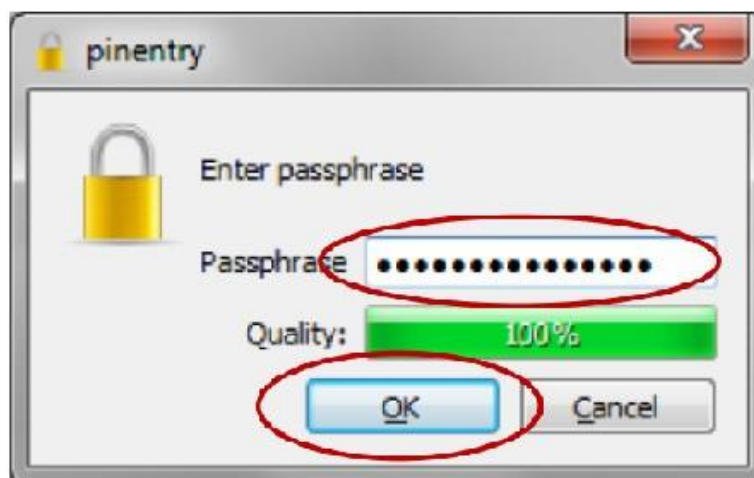 pinentry
Enter passphrase
Passphrase ●●●●●●●●●●●●●●●
Quality: 100%
OK Cancel